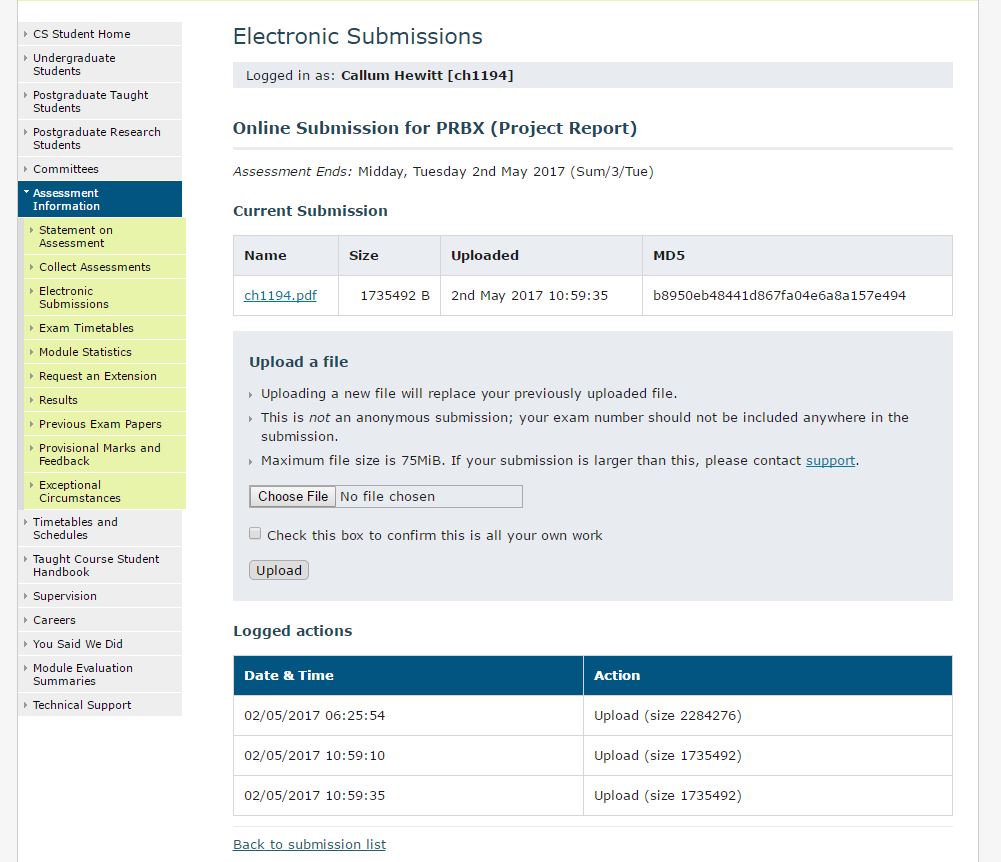 CS Student Home
Undergraduate
Students
Postgraduate Taught
Students
Postgraduate Research
Students
Committees
Assessment
Information
Statement on
Assessment
Collect Assessments
Electronic
Submissions
Exam Timetables
Module Statistics
Request an Extension
Results
Previous Exam Papers
Provisional Marks and
Feedback
Exceptional
Circumstances
Timetables and
Schedules
Taught Course Student
Handbook
Supervision
Careers
You Said We Did
Module Evaluation
Summaries
Technical Support
Electronic Submissions
Logged in as: Callum Hewitt [ch1194]
Online Submission for PRBX (Project Report)
Assessment Ends: Midday, Tuesday 2nd May 2017 (Sum/3/Tue)
Current Submission
Name Size Uploaded MD5
ch1194.pdf 1735492 B 2nd May 2017 10:59:35 b8950eb48441d867fa04e6a8a157e494
Upload a file
Uploading a new file will replace your previously uploaded file.
This is not an anonymous submission; your exam number should not be included anywhere in the
submission.
Maximum file size is 75MiB. If your submission is larger than this, please contact support.
Choose File No file chosen
Check this box to confirm this is all your own work
Upload
Logged actions
Date & Time Action
02/05/2017 06:25:54 Upload (size 2284276)
02/05/2017 10:59:10 Upload (size 1735492)
02/05/2017 10:59:35 Upload (size 1735492)
Back to submission list